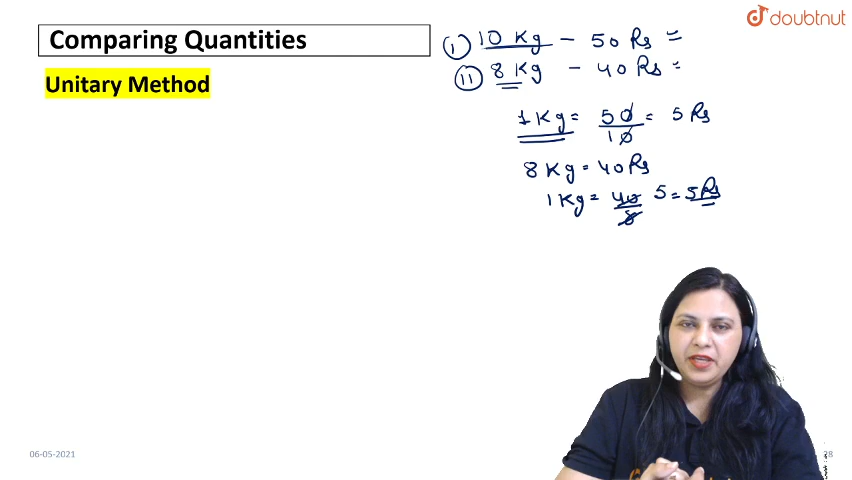 doubtnut
Comparing Quantities
Unitary Method
I 10 Kg - 50 Rs =
II 8 Kg - 40 Rs =
1 Kg = 50/10 = 5 Rs
8 Kg = 40 Rs
1 Kg = 40/8 5 = 5 Rs
06-05-2021